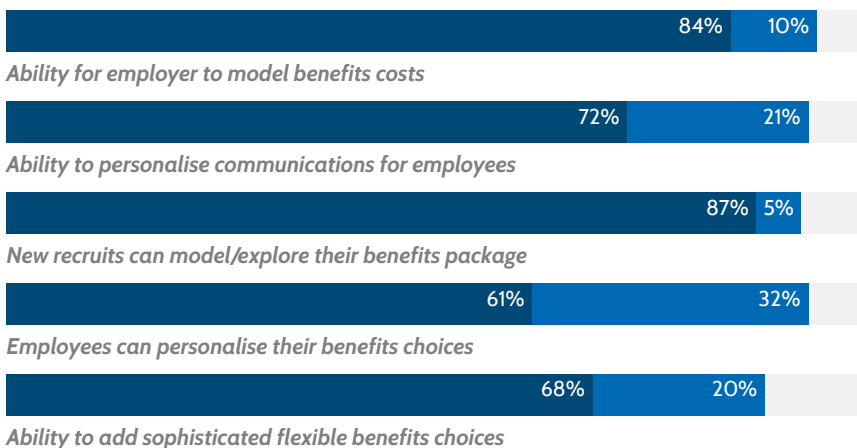 84% 10%
Ability for employer to model benefits costs
72% 21%
Ability to personalise communications for employees
87% 5%
New recruits can model/explore their benefits package
61% 32%
Employees can personalise their benefits choices
68% 20%
Ability to add sophisticated flexible benefits choices